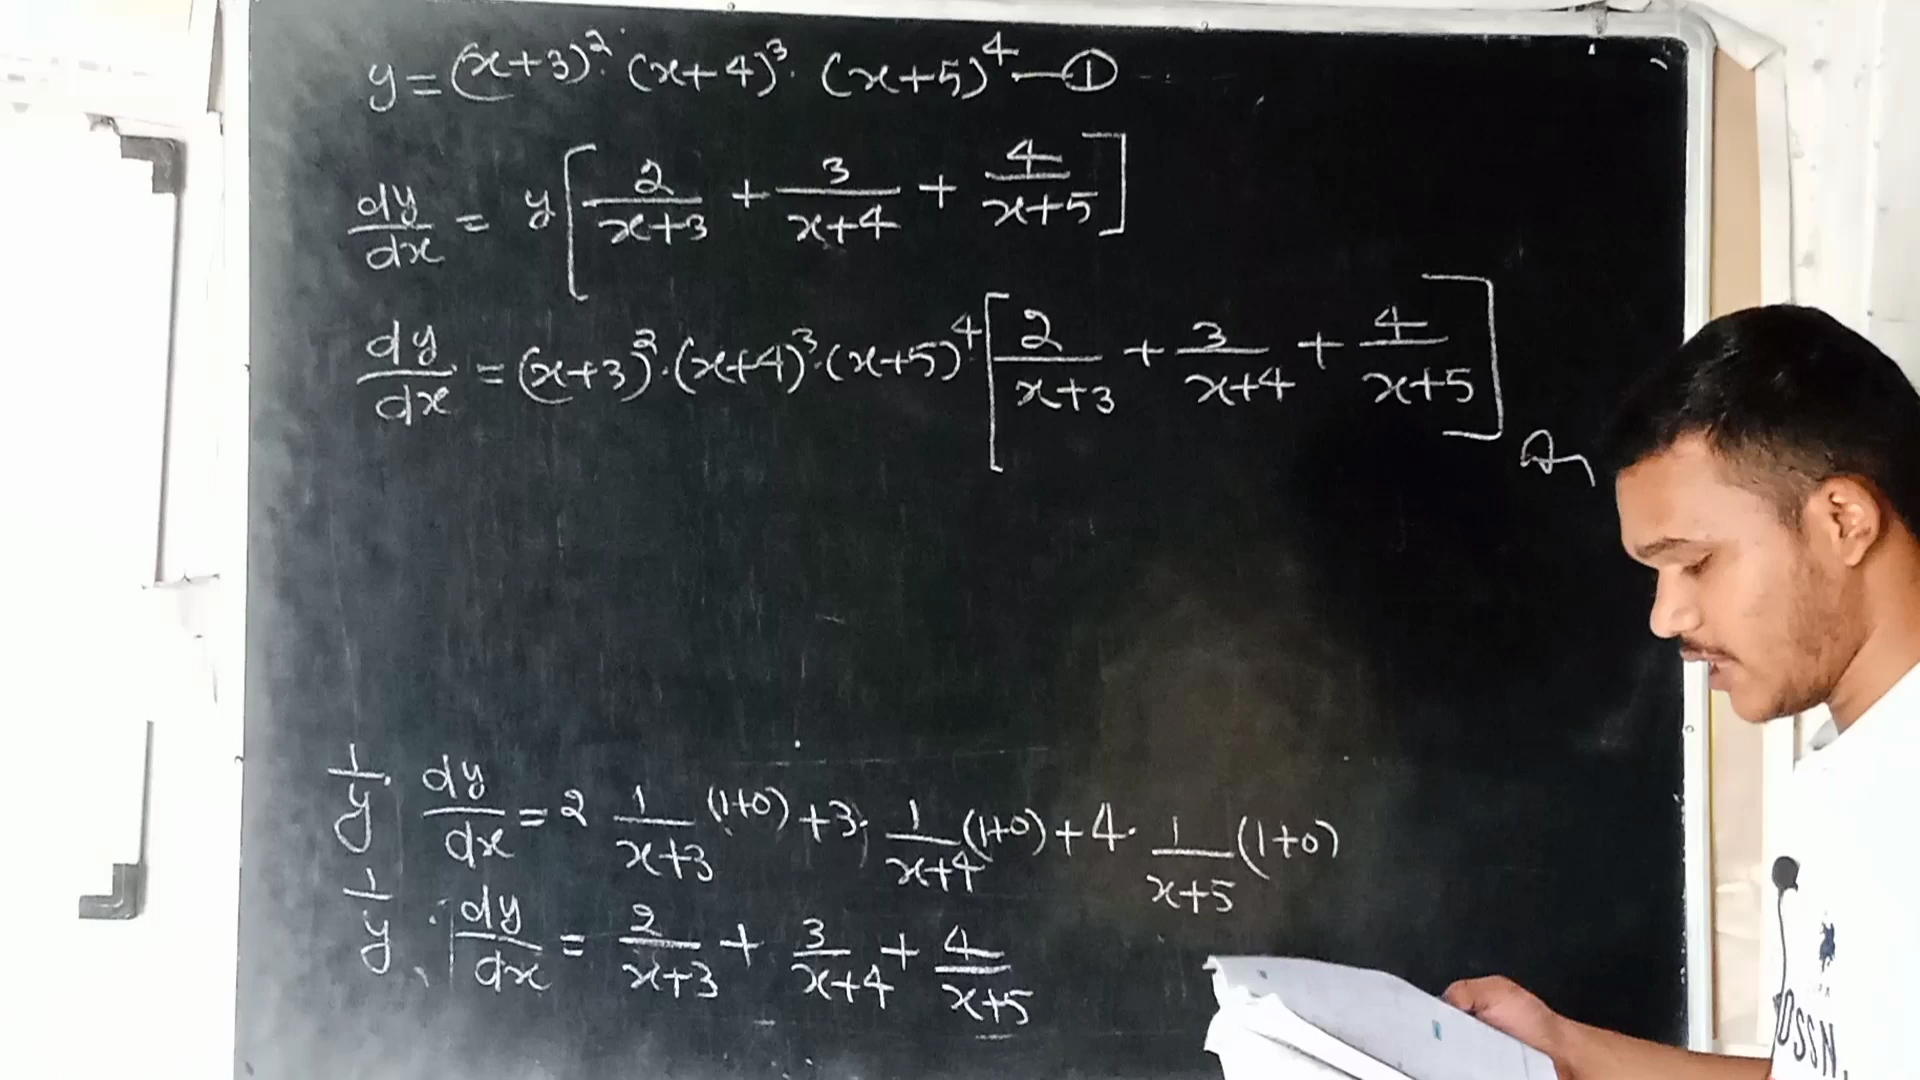 y = (x+3)² · (x+4)³ · (x+5)⁴ — ①
dy/dx = y [ 2/(x+3) + 3/(x+4) + 4/(x+5) ]
dy/dx = (x+3)² · (x+4)³ · (x+5)⁴ [ 2/(x+3) + 3/(x+4) + 4/(x+5) ]
1/y · dy/dx = 2 1/(x+3) (1+0) + 3 · 1/(x+4) (1+0) + 4 · 1/(x+5) (1+0)
1/y · dy/dx = 2/(x+3) + 3/(x+4) + 4/(x+5)